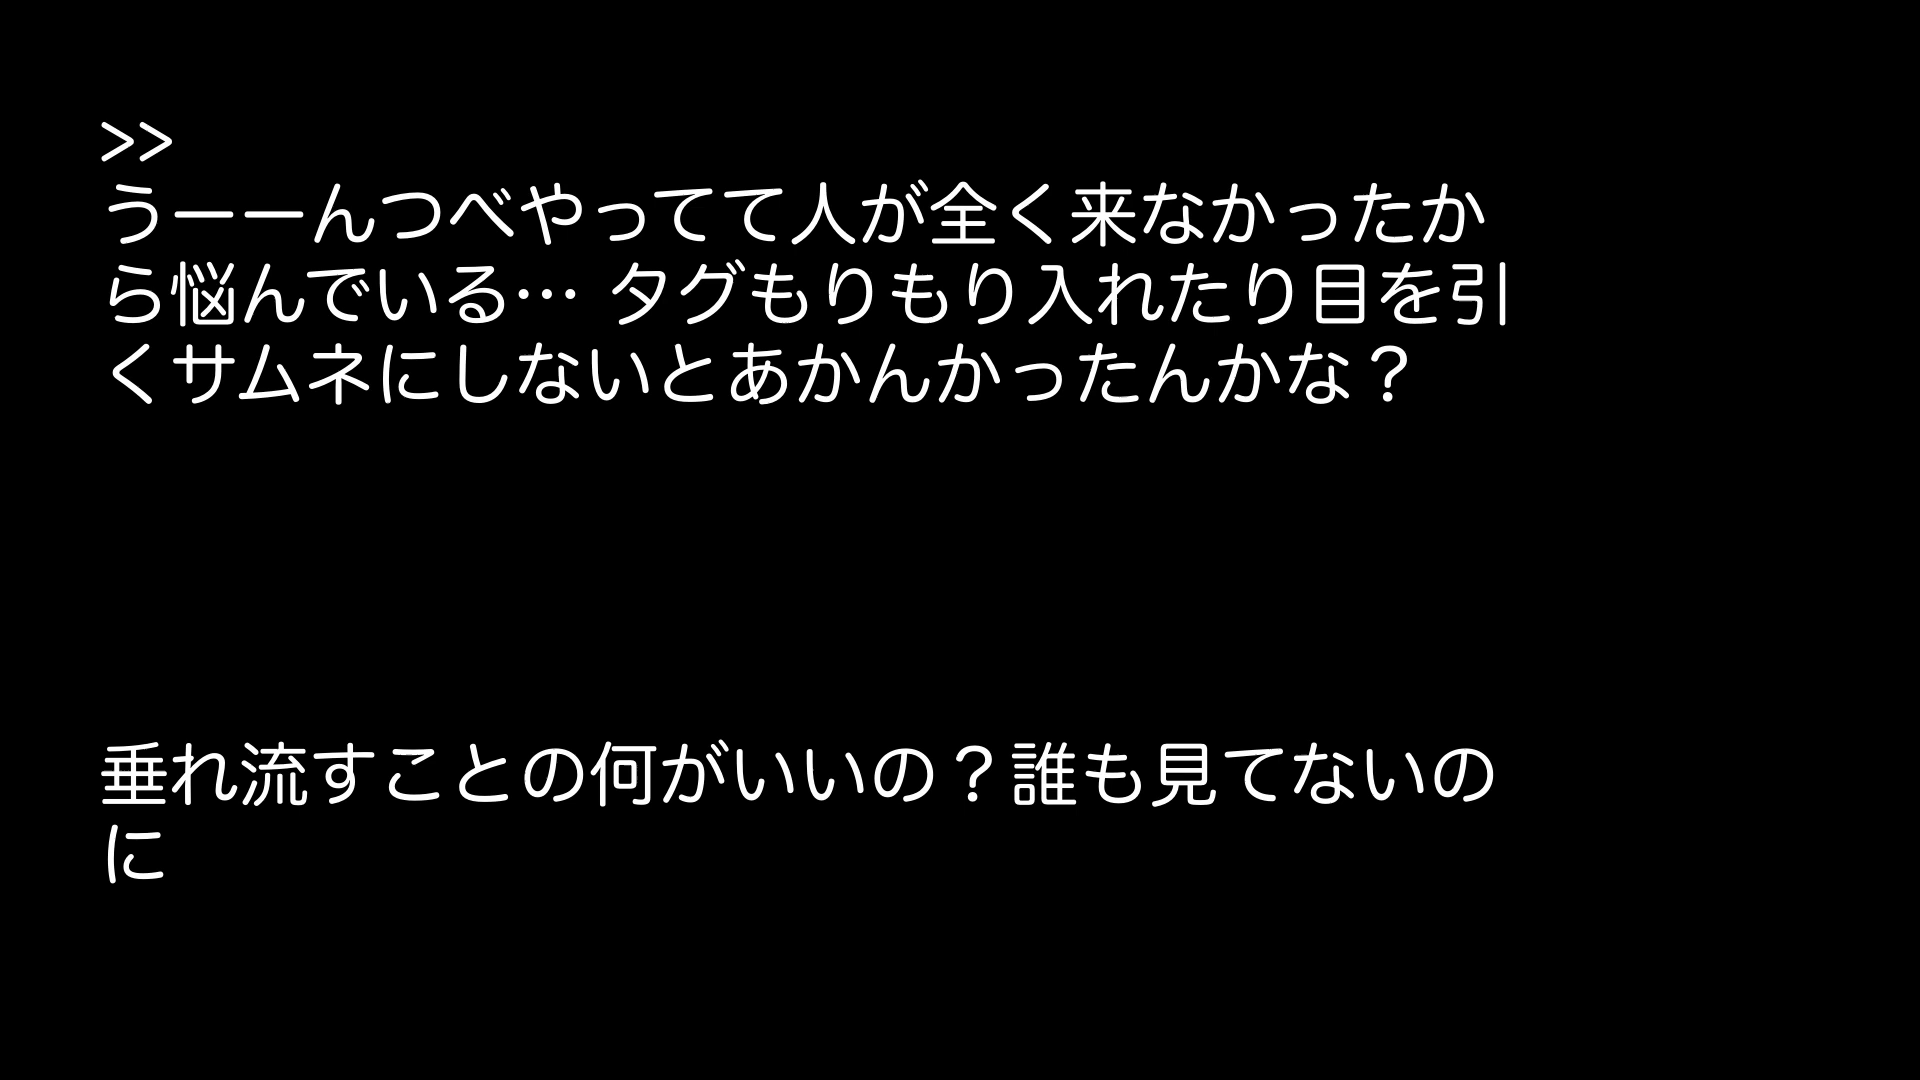 >>
うーーんつべやってて人が全く来なかったか
ら悩んでいる… タグもりもり入れたり目を引
くサムネにしないとあかんかったんかな？
垂れ流すことの何がいいの？誰も見てないの
に